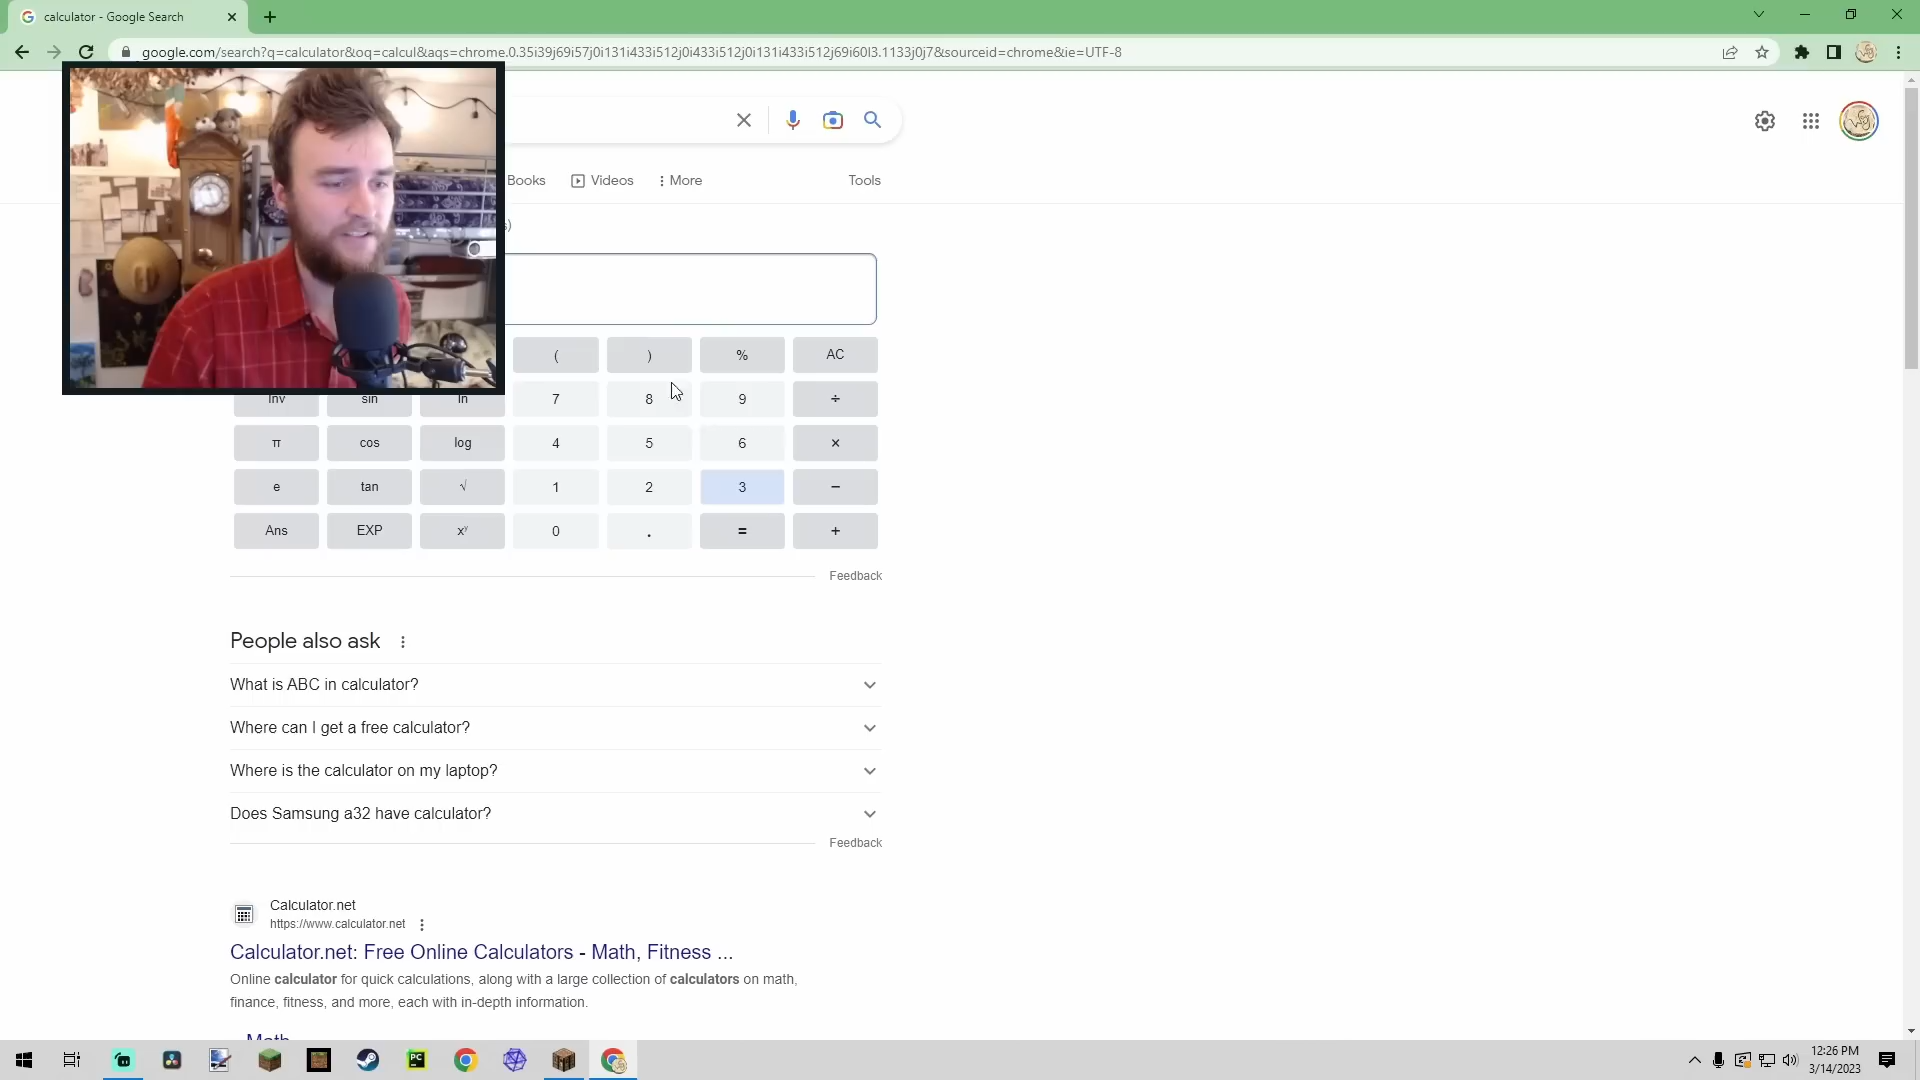 calculator - Google Search
google.com/search?q=calculator&oq=calcul&aqs=chrome.0.35i39j69i57j0i131i433i512j0i433i512j0i131i433i512j69i60l3.1133j0j7&sourceid=chrome&ie=UTF-8
Books
Videos
More
Tools
( ) % AC
Inv sin ln 7 8 9 ÷
π cos log 4 5 6 ×
e tan √ 1 2 3 −
Ans EXP xʸ 0 . = +
Feedback
People also ask
What is ABC in calculator?
Where can I get a free calculator?
Where is the calculator on my laptop?
Does Samsung a32 have calculator?
Feedback
Calculator.net
https://www.calculator.net
Calculator.net: Free Online Calculators - Math, Fitness ...
Online calculator for quick calculations, along with a large collection of calculators on math,
finance, fitness, and more, each with in-depth information.
Math
PC
12:26 PM
3/14/2023